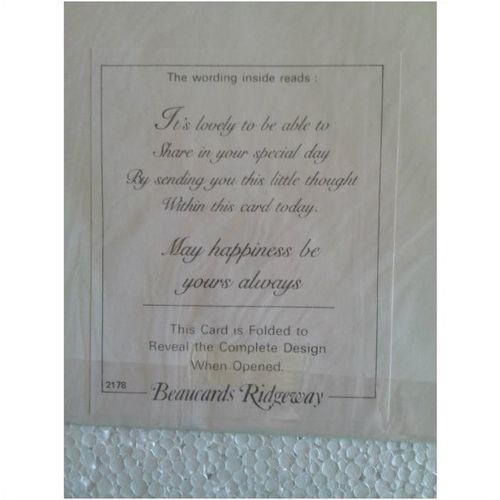 The wording inside reads :
It's lovely to be able to
Share in your special day
By sending you this little thought
Within this card today.
May happiness be
yours always
This Card is Folded to
Reveal the Complete Design
When Opened.
2178
Beaucards Ridgeway